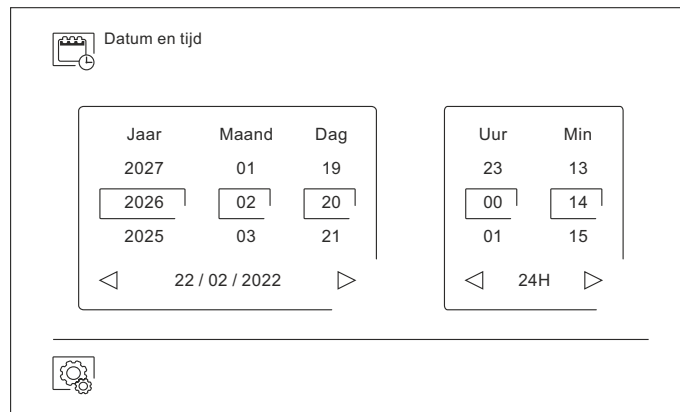 Datum en tijd
Jaar Maand Dag Uur Min
2027 01 19 23 13
2026 02 20 00 14
2025 03 21 01 15
22 / 02 / 2022 24H